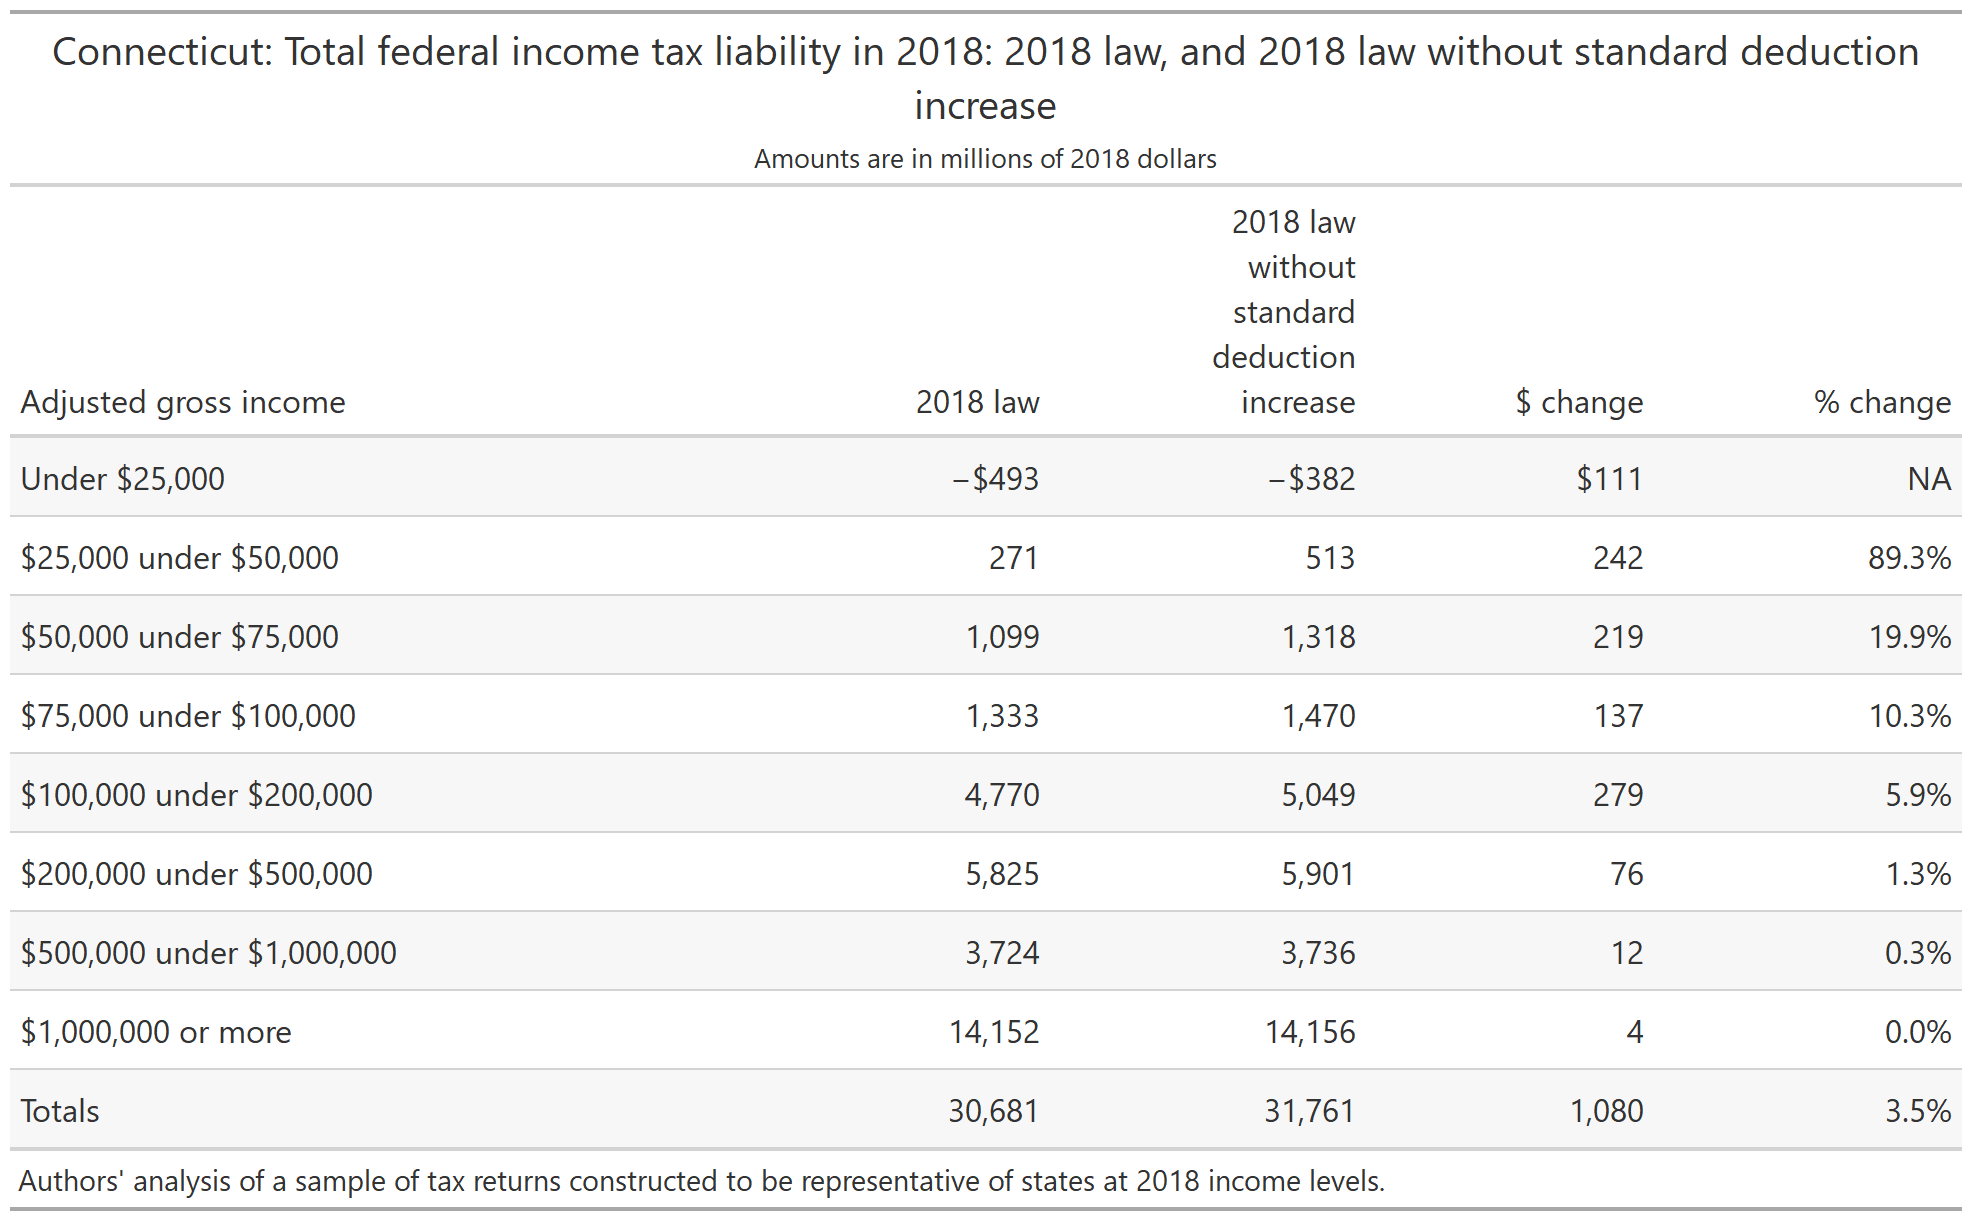 Connecticut: Total federal income tax liability in 2018: 2018 law, and 2018 law without standard deduction
increase
Amounts are in millions of 2018 dollars
2018 law
without
standard
deduction
Adjusted gross income 2018 law increase $ change % change
Under $25,000 −$493 −$382 $111 NA
$25,000 under $50,000 271 513 242 89.3%
$50,000 under $75,000 1,099 1,318 219 19.9%
$75,000 under $100,000 1,333 1,470 137 10.3%
$100,000 under $200,000 4,770 5,049 279 5.9%
$200,000 under $500,000 5,825 5,901 76 1.3%
$500,000 under $1,000,000 3,724 3,736 12 0.3%
$1,000,000 or more 14,152 14,156 4 0.0%
Totals 30,681 31,761 1,080 3.5%
Authors' analysis of a sample of tax returns constructed to be representative of states at 2018 income levels.